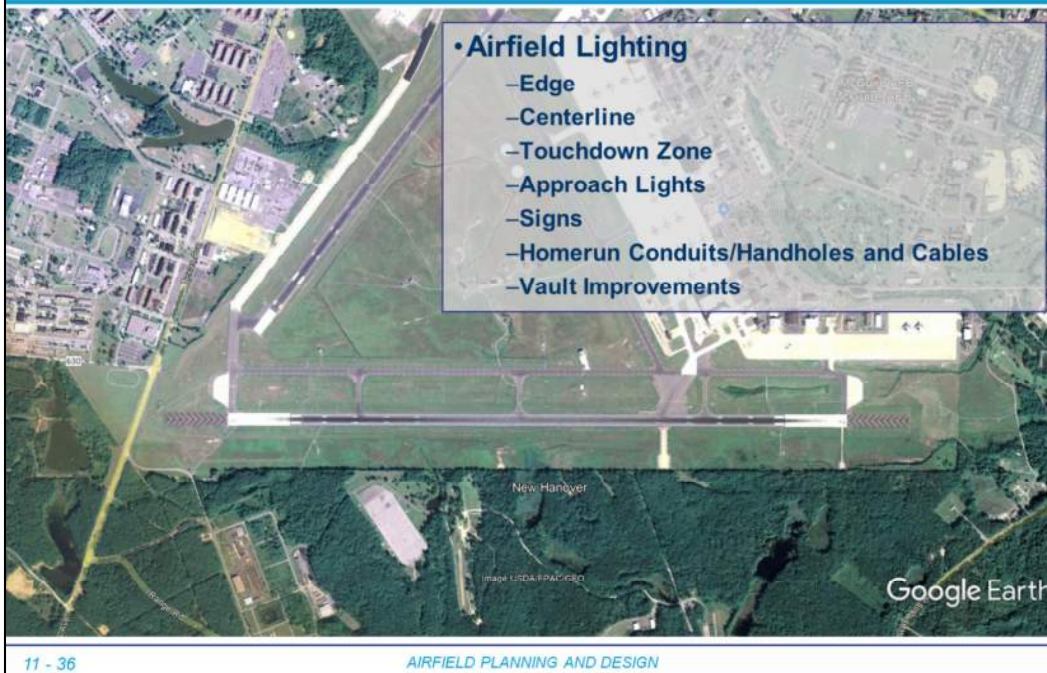 •Airfield Lighting
–Edge
–Centerline
–Touchdown Zone
–Approach Lights
–Signs
–Homerun Conduits/Handholes and Cables
–Vault Improvements
630
New Hanover
Image USDA/FPAC/GEO
Google Earth
11 - 36
AIRFIELD PLANNING AND DESIGN